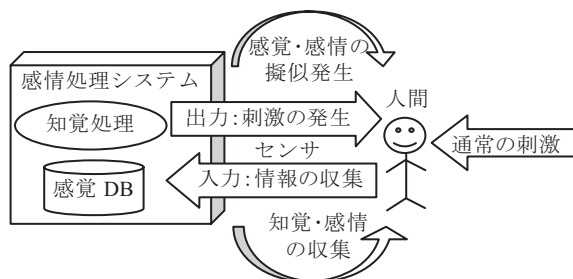 感覚・感情の
擬似発生
感情処理システム
人間
知覚処理
出力:刺激の発生
通常の刺激
センサ
感覚 DB
入力:情報の収集
知覚・感情
の収集